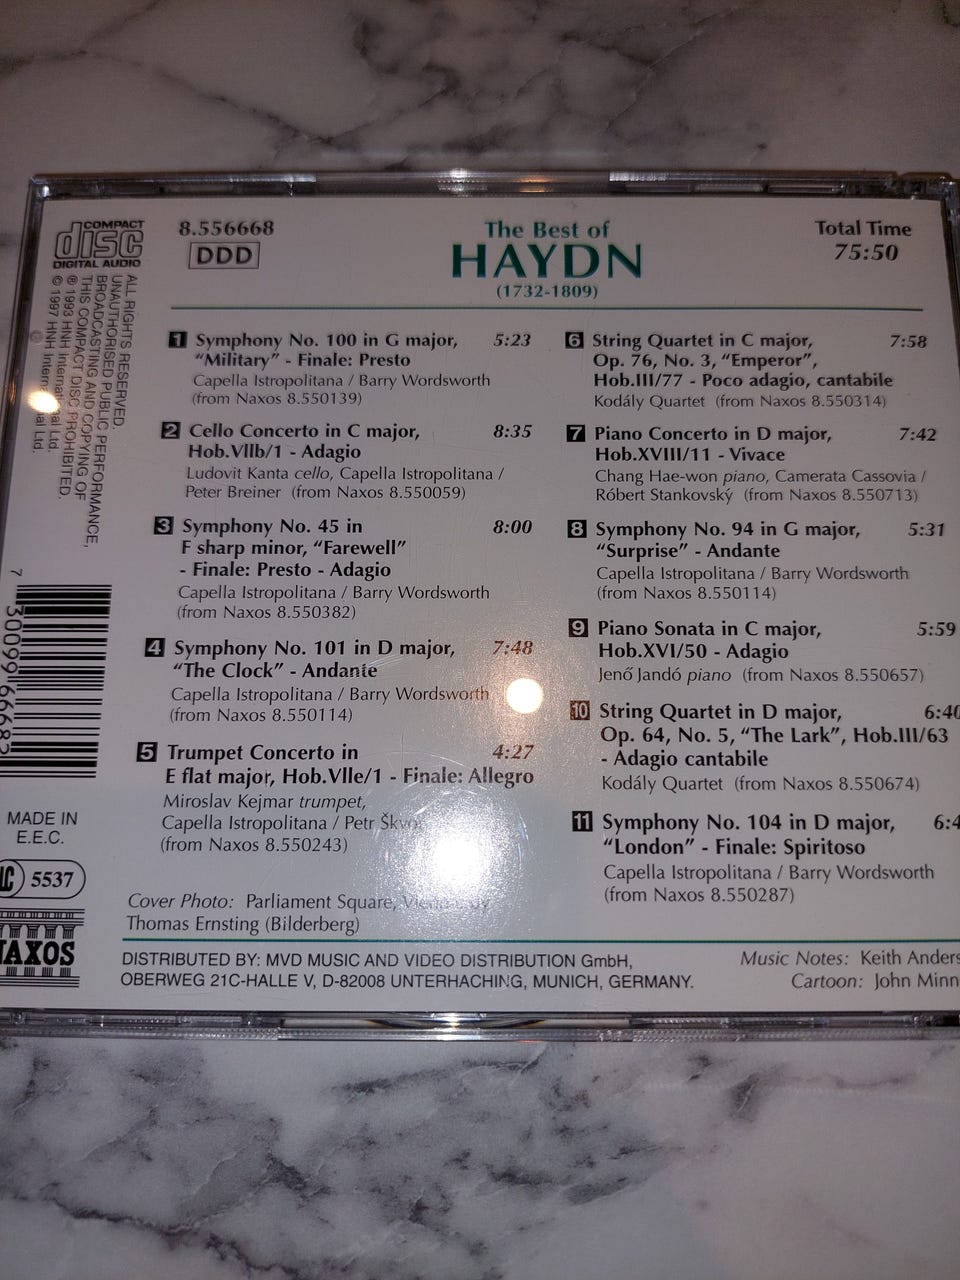 COMPACT
disc
DIGITAL AUDIO
8.556668
DDD
The Best of
HAYDN
(1732-1809)
Total Time
75:50
ALL RIGHTS RESERVED.
UNAUTHORISED PUBLIC PERFORMANCE,
BROADCASTING AND COPYING OF
THIS COMPACT DISC PROHIBITED.
℗ 1993 HNH International Ltd.
© 1997 HNH Ltd.
1 Symphony No. 100 in G major, 5:23
"Military" - Finale: Presto
Capella Istropolitana / Barry Wordsworth
(from Naxos 8.550139)
2 Cello Concerto in C major, 8:35
Hob.VIIb/1 - Adagio
Ludovit Kanta cello, Capella Istropolitana /
Peter Breiner (from Naxos 8.550059)
3 Symphony No. 45 in 8:00
F sharp minor, "Farewell"
- Finale: Presto - Adagio
Capella Istropolitana / Barry Wordsworth
(from Naxos 8.550382)
4 Symphony No. 101 in D major, 7:48
"The Clock" - Andante
Capella Istropolitana / Barry Wordsworth
(from Naxos 8.550114)
5 Trumpet Concerto in 4:27
E flat major, Hob.VIIe/1 - Finale: Allegro
Miroslav Kejmar trumpet,
Capella Istropolitana / Petr
(from Naxos 8.550243)
Cover Photo: Parliament Square, by
Thomas Ernsting (Bilderberg)
6 String Quartet in C major, 7:58
Op. 76, No. 3, "Emperor",
Hob.III/77 - Poco adagio, cantabile
Kodály Quartet (from Naxos 8.550314)
7 Piano Concerto in D major, 7:42
Hob.XVIII/11 - Vivace
Chang Hae-won piano, Camerata Cassovia /
Róbert Stankovský (from Naxos 8.550713)
8 Symphony No. 94 in G major, 5:31
"Surprise" - Andante
Capella Istropolitana / Barry Wordsworth
(from Naxos 8.550114)
9 Piano Sonata in C major, 5:59
Hob.XVI/50 - Adagio
Jenő Jandó piano (from Naxos 8.550657)
10 String Quartet in D major, 6:40
Op. 64, No. 5, "The Lark", Hob.III/63
- Adagio cantabile
Kodály Quartet (from Naxos 8.550674)
11 Symphony No. 104 in D major, 6:4
"London" - Finale: Spiritoso
Capella Istropolitana / Barry Wordsworth
(from Naxos 8.550287)
7 30099 66682
MADE IN
E.E.C.
LC 5537
NAXOS
DISTRIBUTED BY: MVD MUSIC AND VIDEO DISTRIBUTION GmbH,
OBERWEG 21C-HALLE V, D-82008 UNTERHACHING, MUNICH, GERMANY.
Music Notes: Keith Anders
Cartoon: John Minn